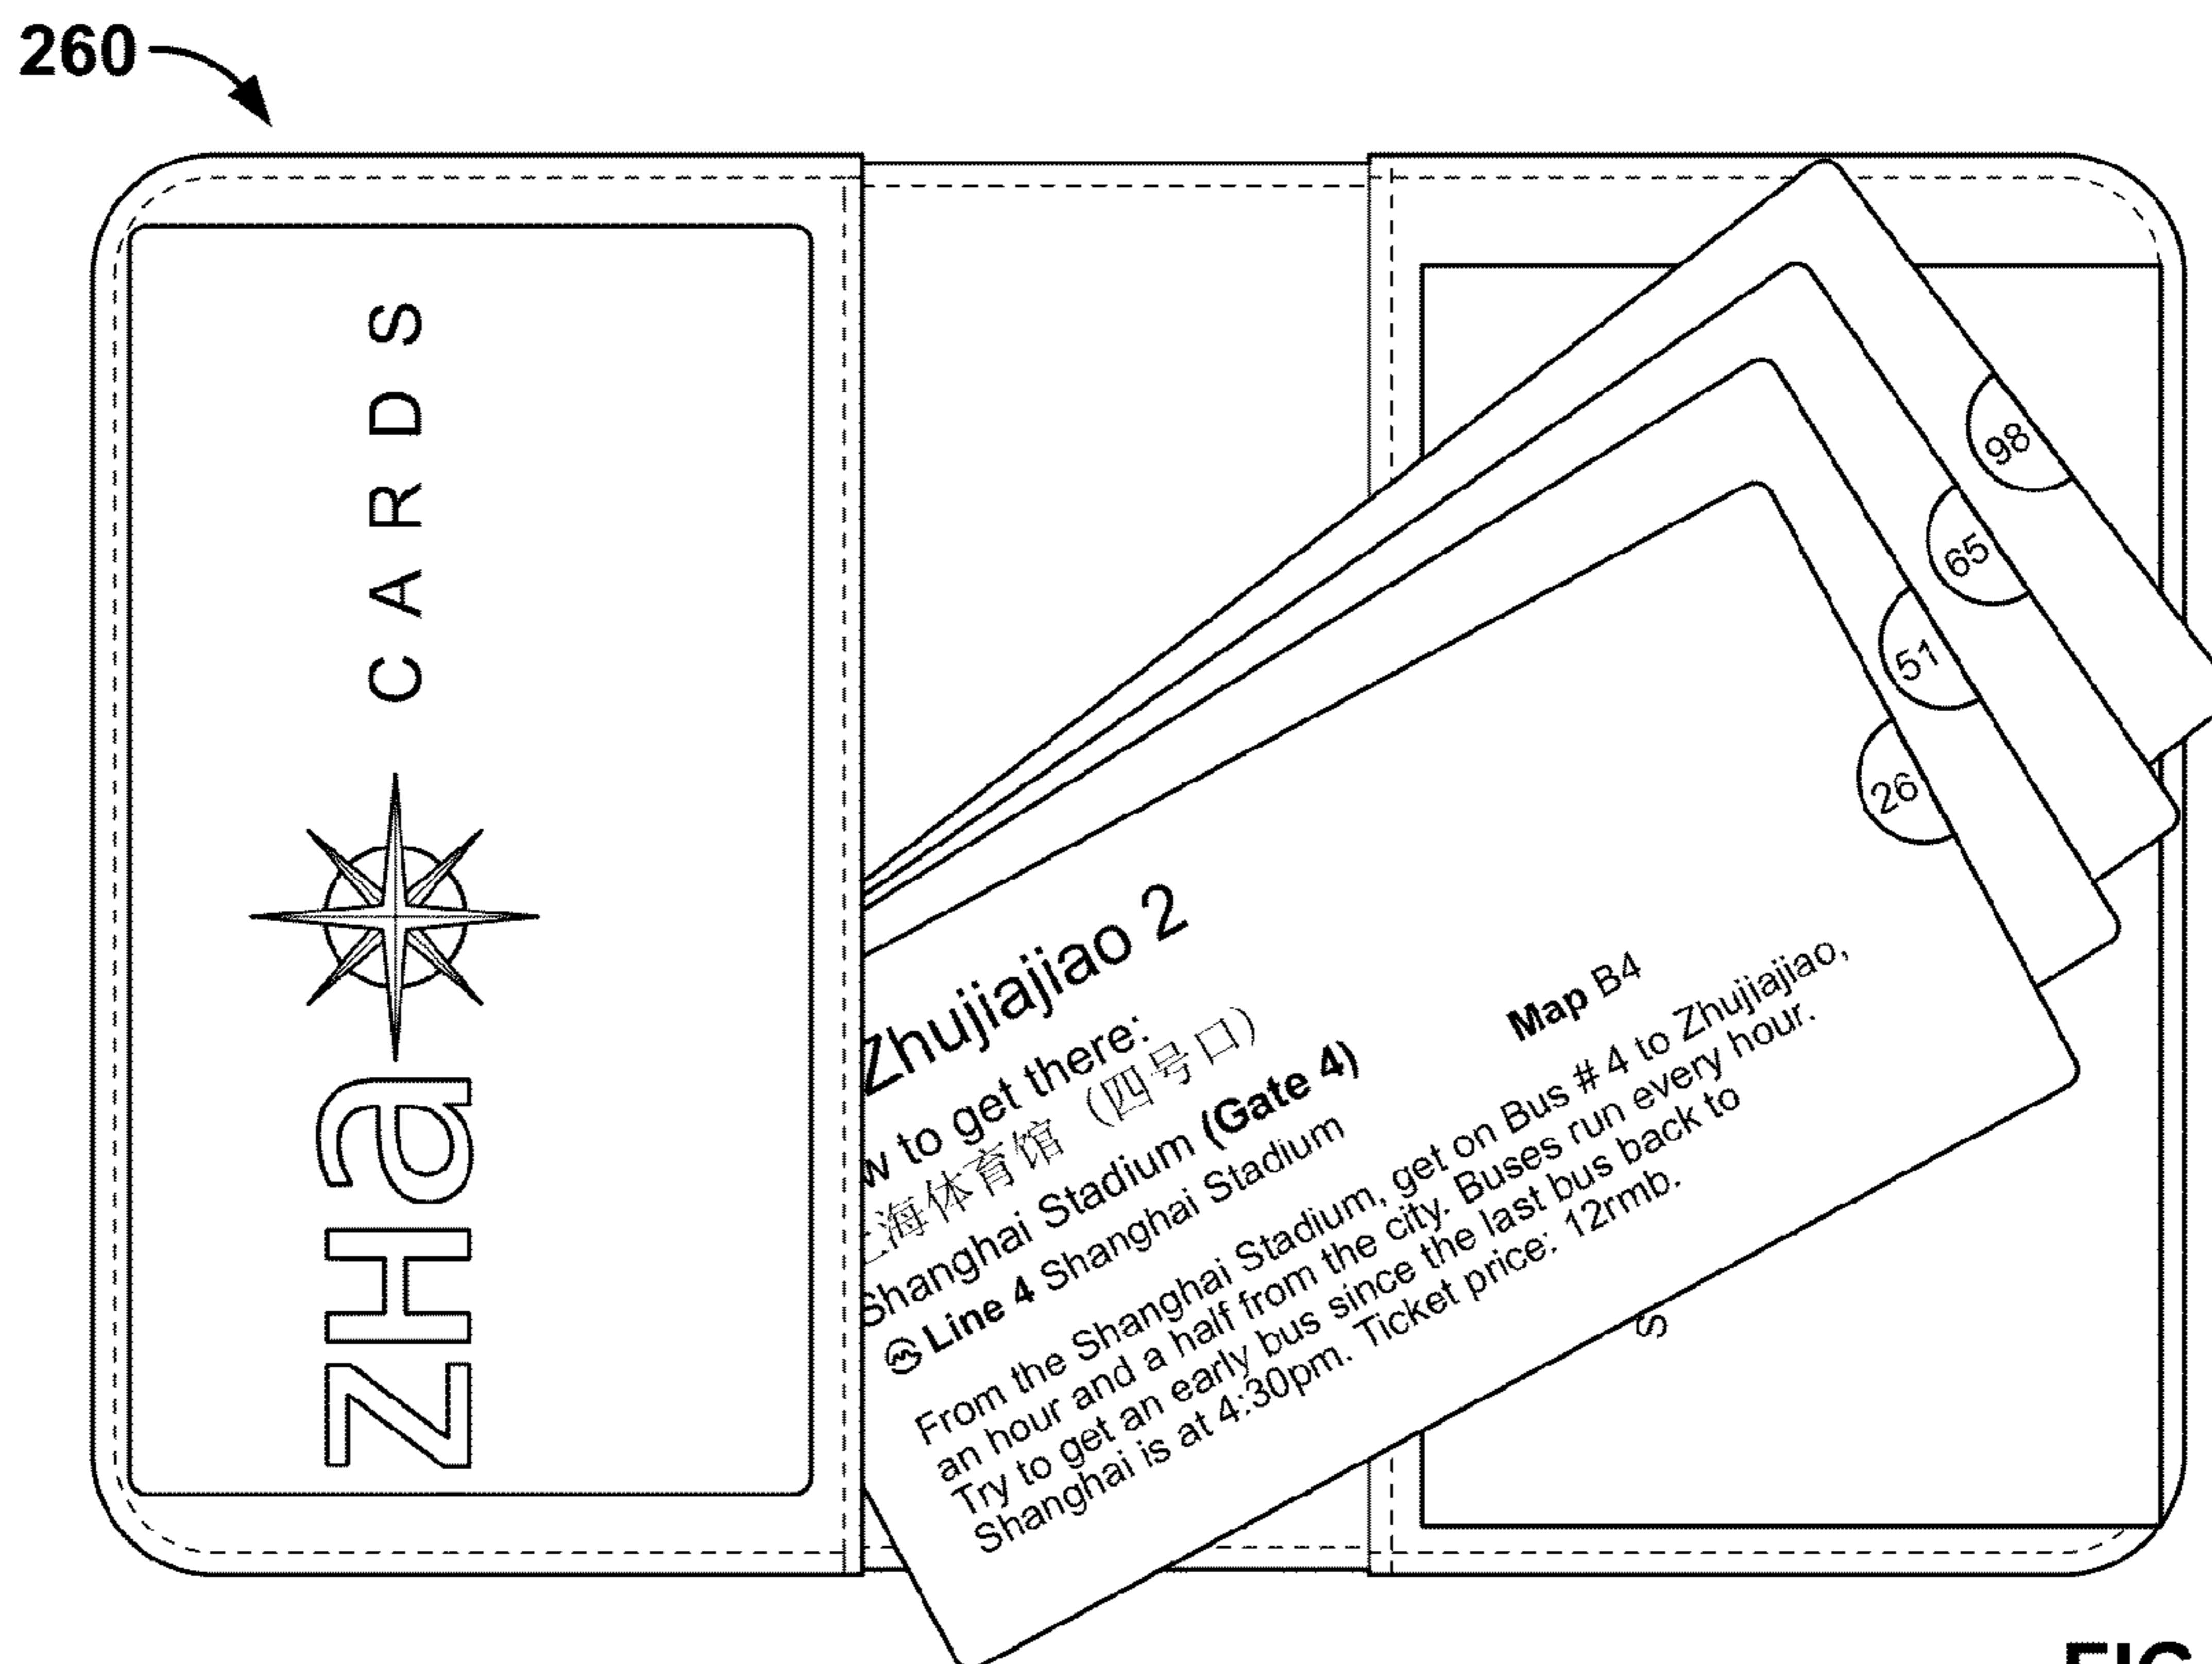 260
ZHa CARDS
98
65
51
26
Zhujiajiao 2
w to get there:
海体育馆 (四号口)
Shanghai Stadium (Gate 4)
Line 4 Shanghai Stadium
Map B4
From the Shanghai Stadium, get on Bus # 4 to Zhujiajiao,
an hour and a half from the city. Buses run every hour.
Try to get an early bus since the last bus back to
Shanghai is at 4:30pm. Ticket price: 12rmb.
S